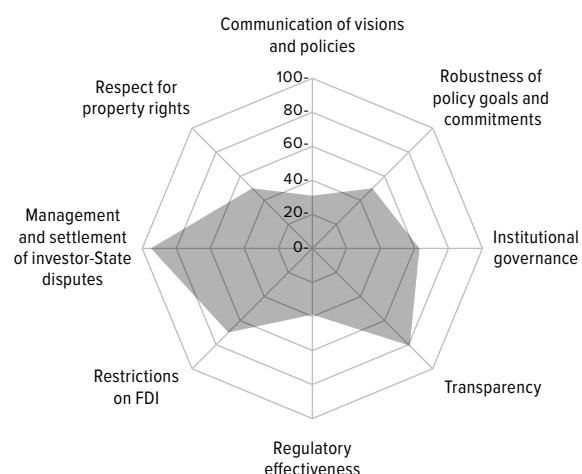 Communication of visions
and policies
Robustness of
policy goals and
commitments
Institutional
governance
Transparency
Regulatory
effectiveness
Restrictions
on FDI
Management
and settlement
of investor-State
disputes
Respect for
property rights
100-
80-
60-
40-
20-
0-